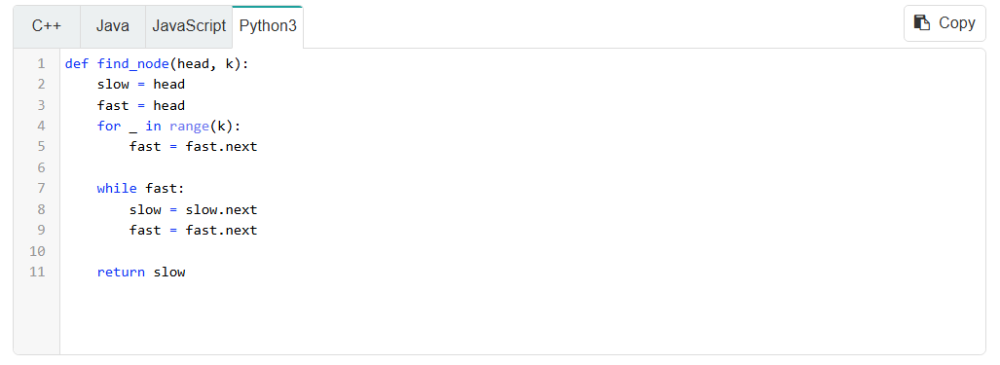 C++ Java JavaScript Python3 Copy
1 def find_node(head, k):
2     slow = head
3     fast = head
4     for _ in range(k):
5         fast = fast.next
6
7     while fast:
8         slow = slow.next
9         fast = fast.next
10
11     return slow